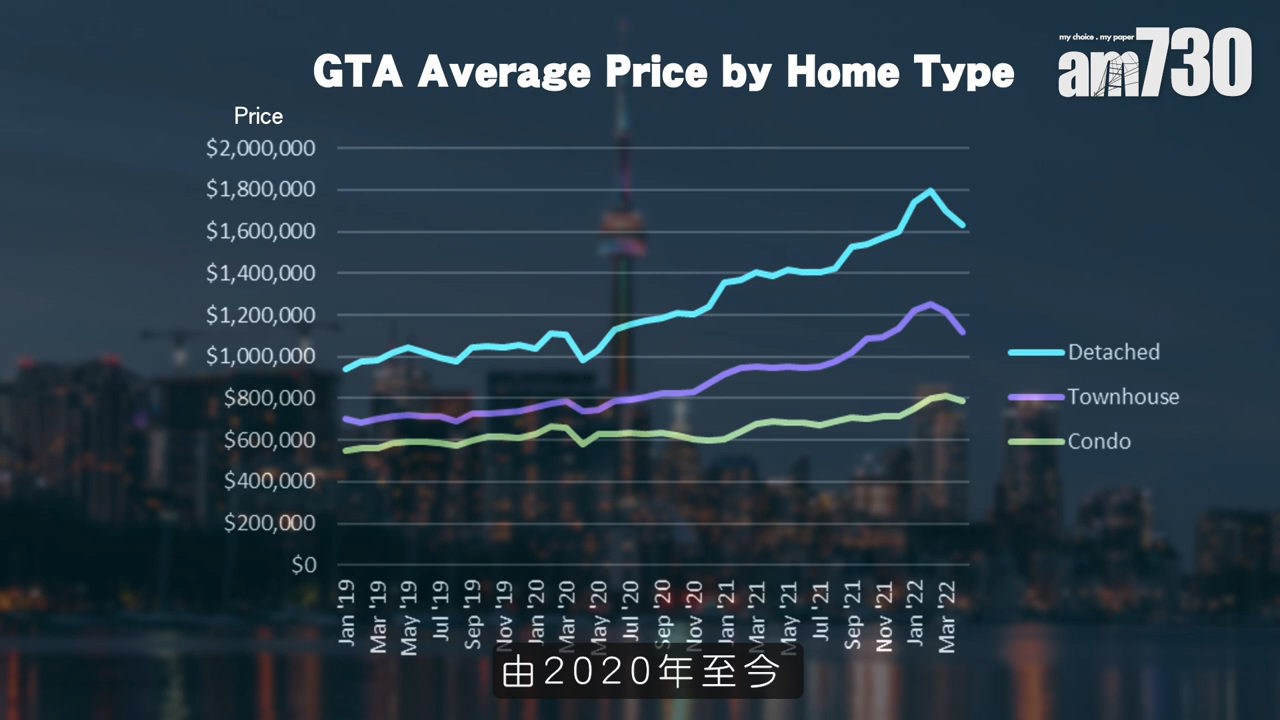 my choice . my paper
am730
GTA Average Price by Home Type
Price
$2,000,000
$1,800,000
$1,600,000
$1,400,000
$1,200,000
$1,000,000
$800,000
$600,000
$400,000
$200,000
$0
Jan '19
Mar '19
May '19
Jul '19
Sep '19
Nov '19
Jan '20
Mar '20
May '20
Jul '20
Sep '20
Nov '20
Jan '21
Mar '21
May '21
Jul '21
Sep '21
Nov '21
Jan '22
Mar '22
Detached
Townhouse
Condo
由2020年至今